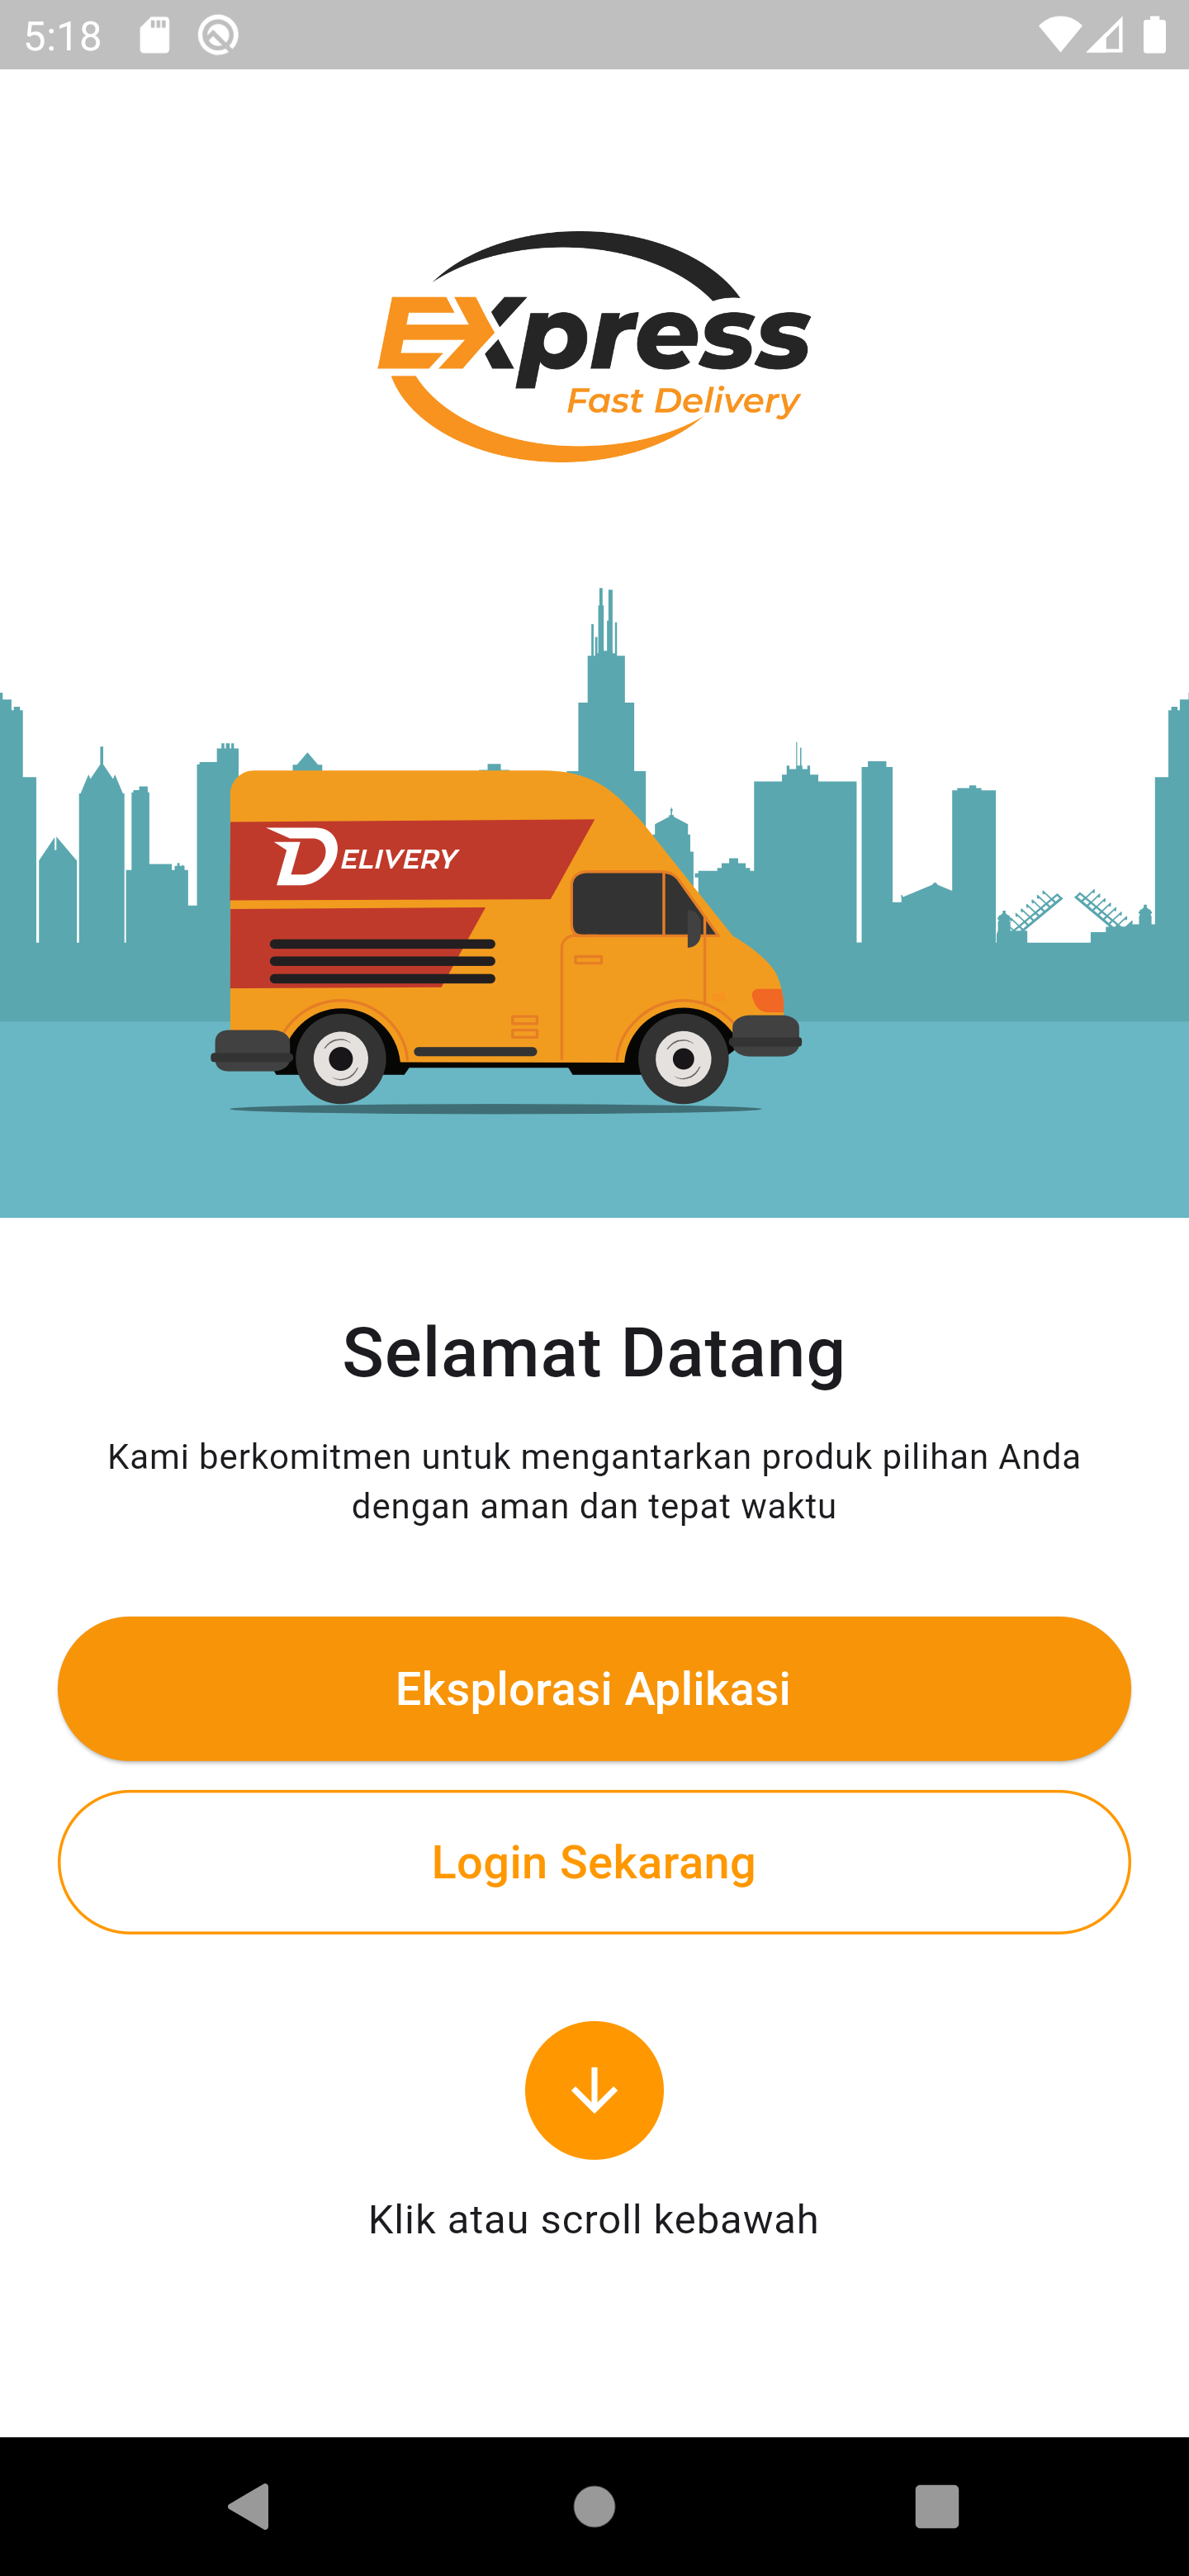 5:18
EXpress
Fast Delivery
DELIVERY
Selamat Datang
Kami berkomitmen untuk mengantarkan produk pilihan Anda
dengan aman dan tepat waktu
Eksplorasi Aplikasi
Login Sekarang
Klik atau scroll kebawah